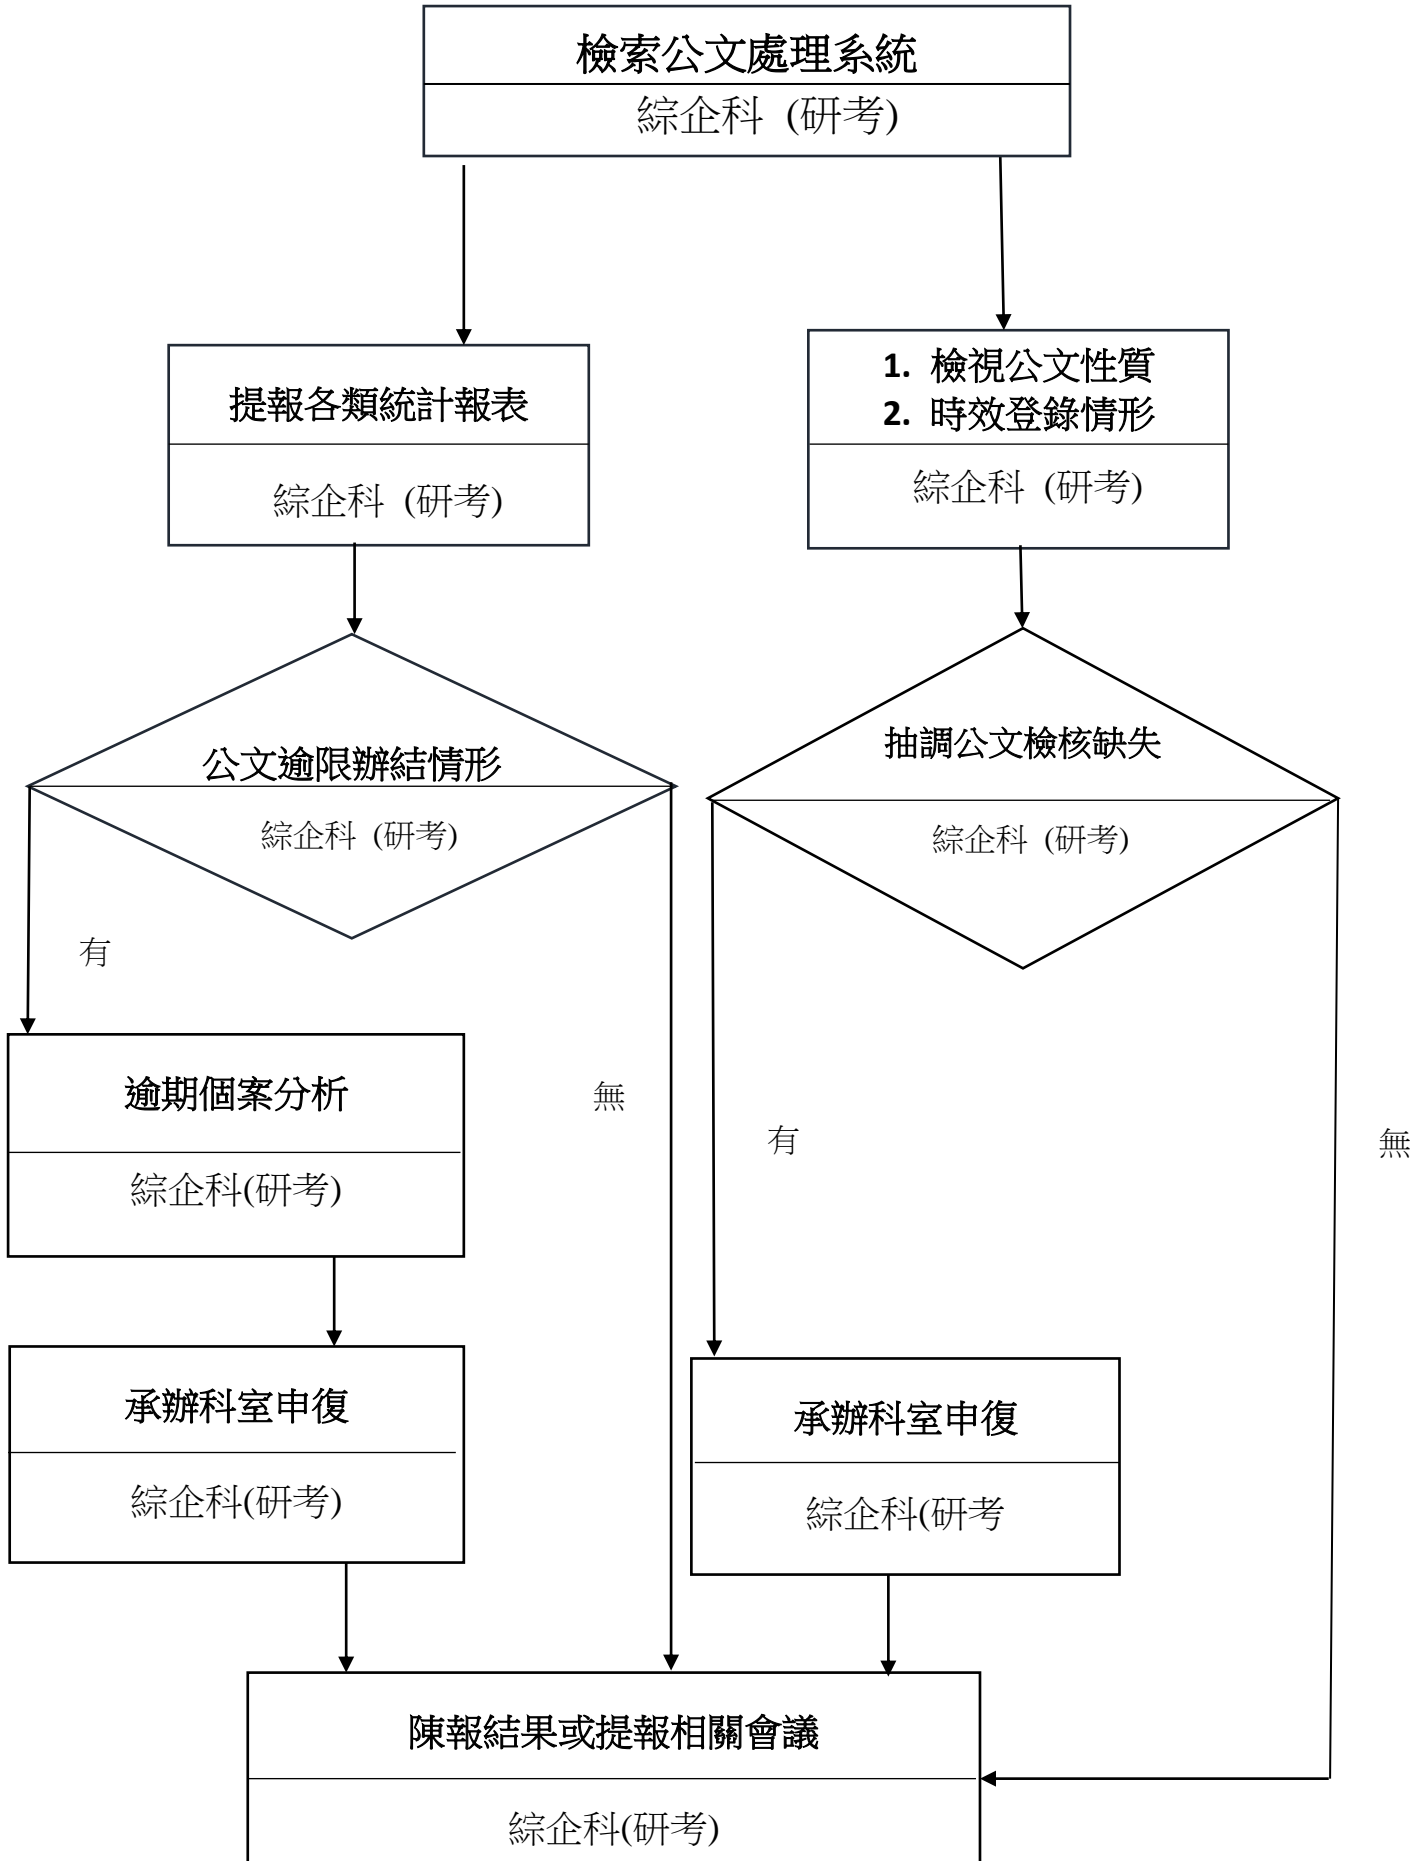 檢索公文處理系統
綜企科 (研考)
提報各類統計報表
綜企科 (研考)
1. 檢視公文性質
2. 時效登錄情形
綜企科 (研考)
公文逾限辦結情形
綜企科 (研考)
抽調公文檢核缺失
綜企科 (研考)
有
無
有
無
逾期個案分析
綜企科(研考)
承辦科室申復
綜企科(研考)
承辦科室申復
綜企科(研考
陳報結果或提報相關會議
綜企科(研考)